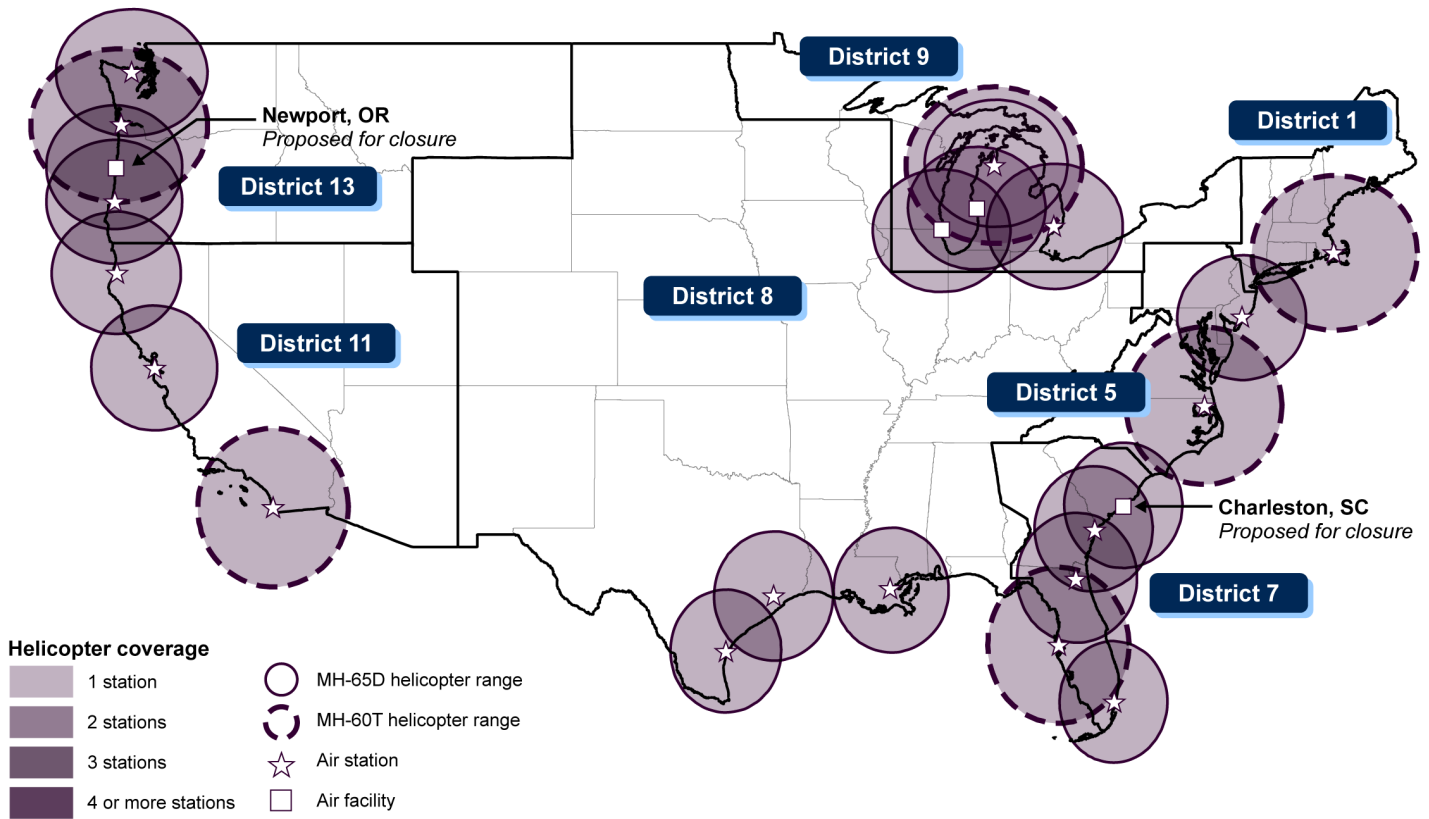 District 9
District 1
Newport, OR
Proposed for closure
District 13
District 8
District 11
District 5
Charleston, SC
Proposed for closure
District 7
Helicopter coverage
1 station
2 stations
3 stations
4 or more stations
MH-65D helicopter range
MH-60T helicopter range
Air station
Air facility